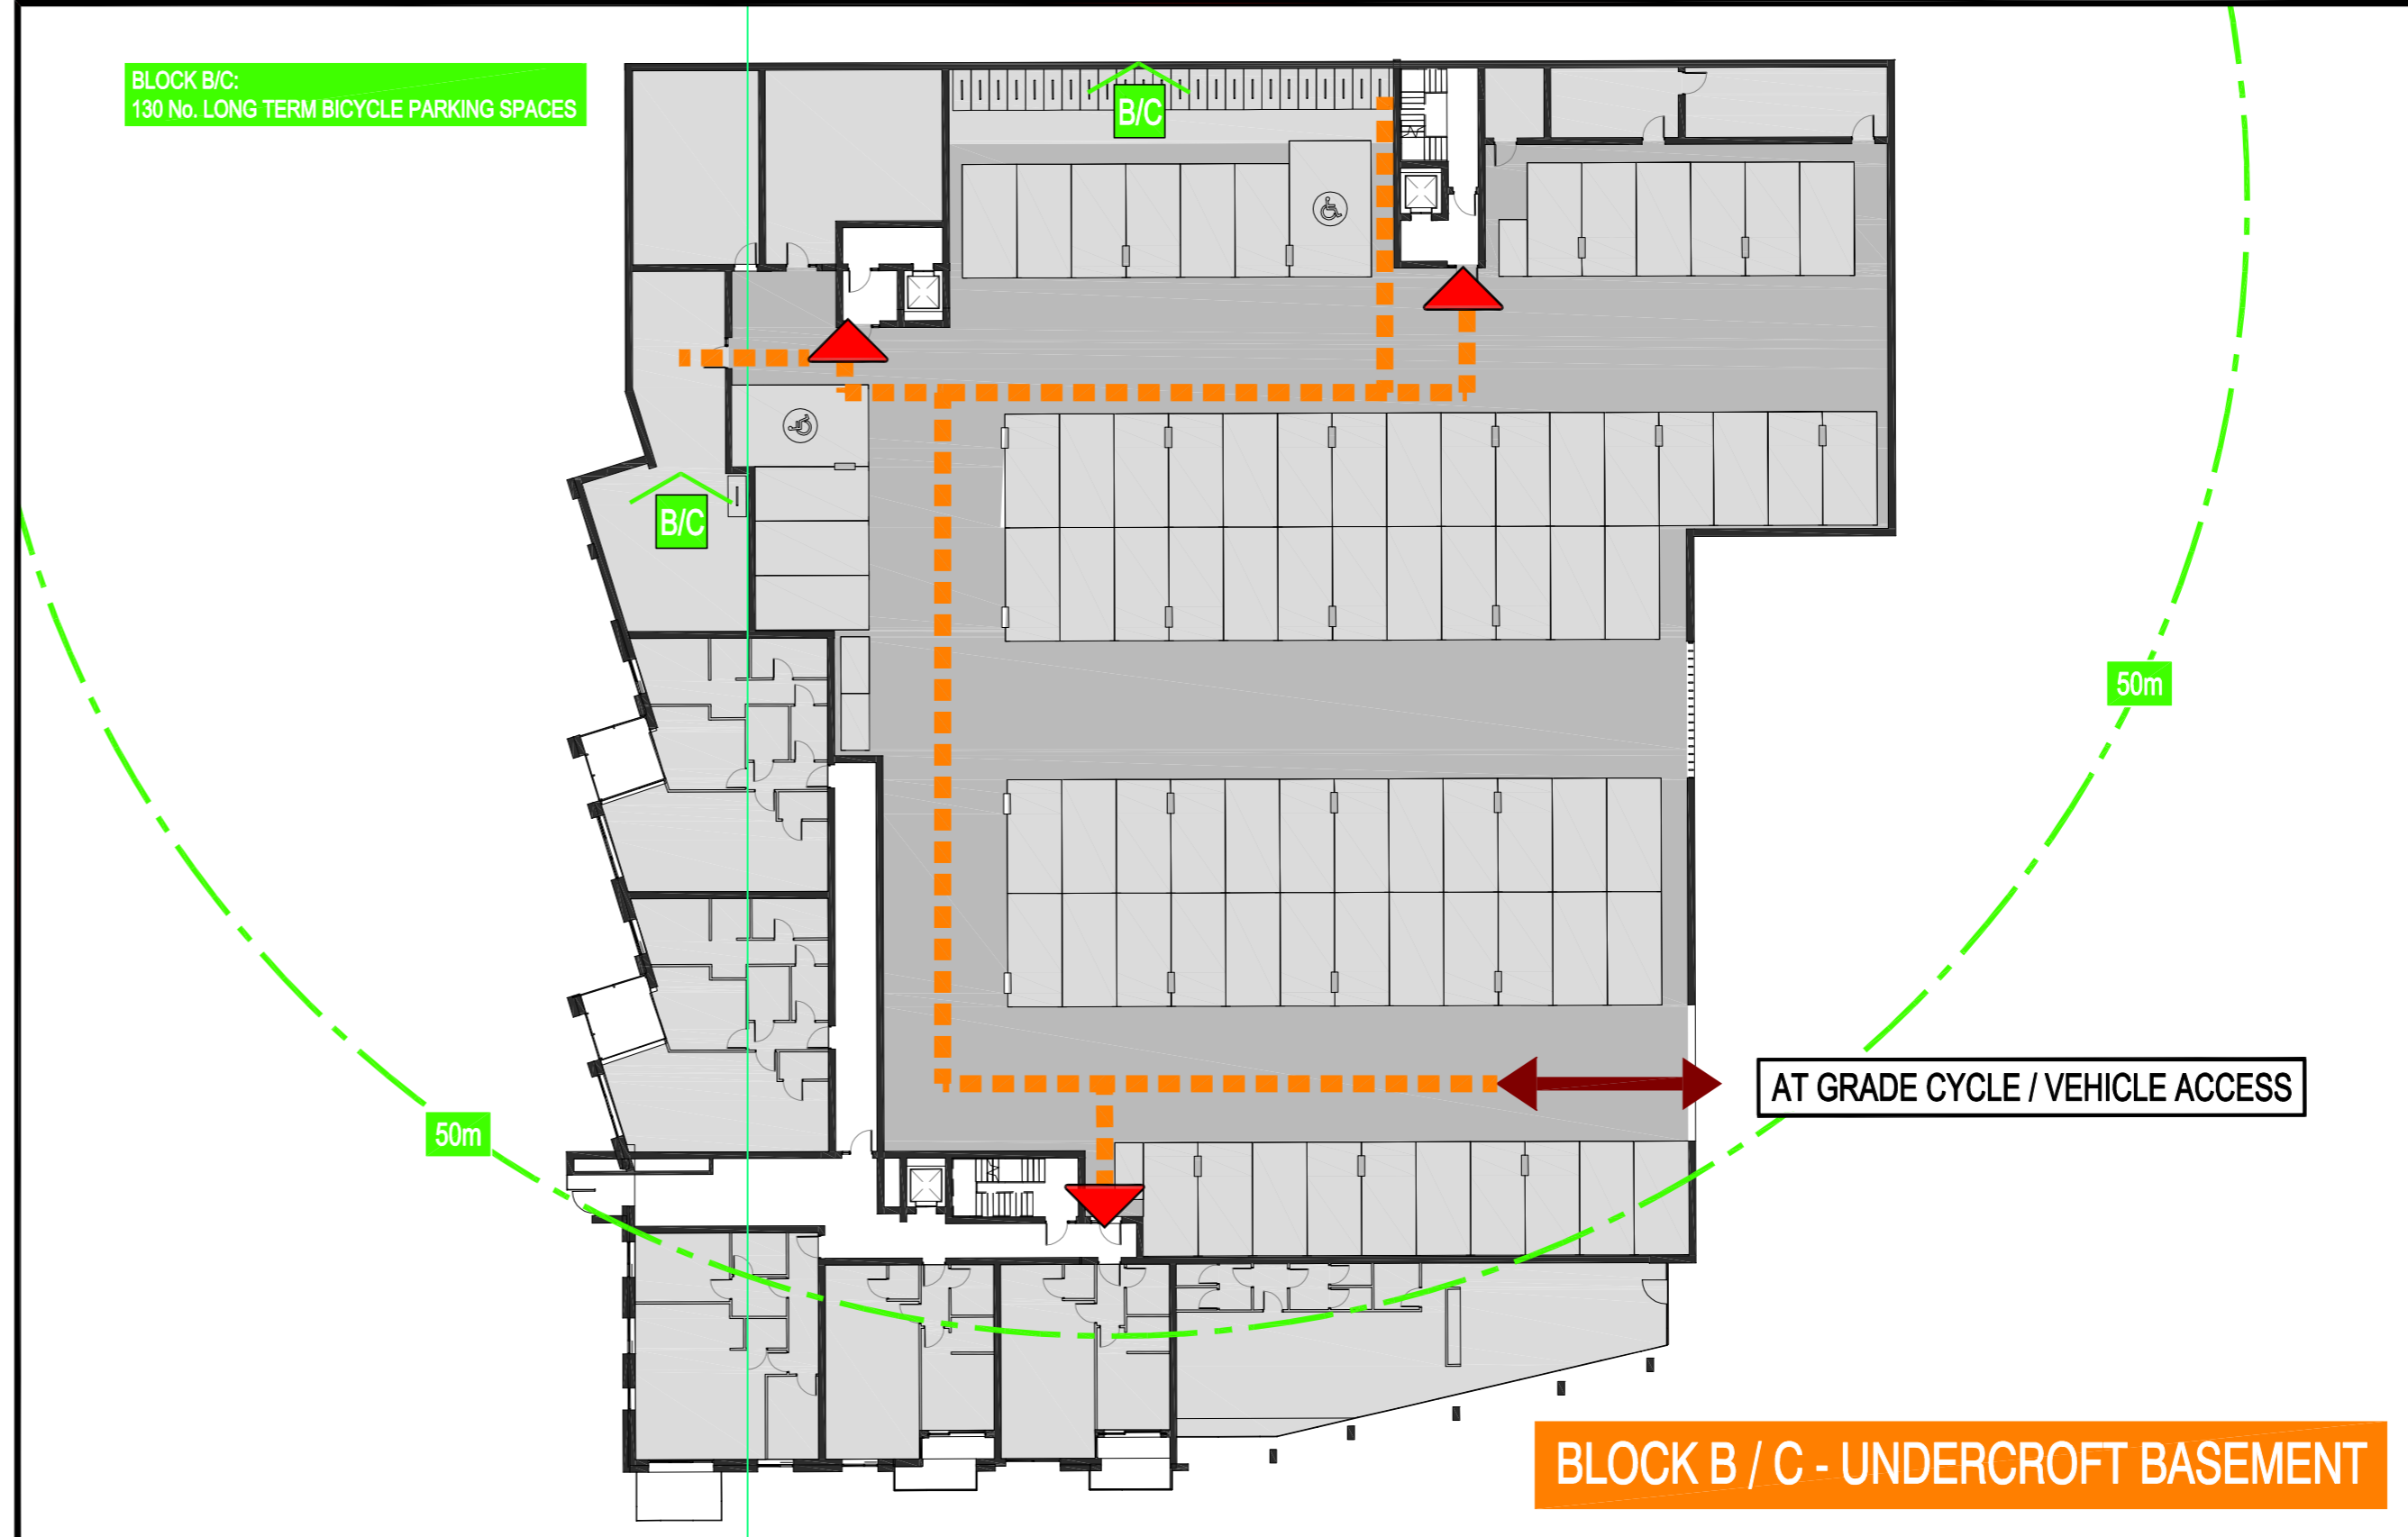 BLOCK B/C:
130 No. LONG TERM BICYCLE PARKING SPACES
B/C
B/C
50m
AT GRADE CYCLE / VEHICLE ACCESS
50m
BLOCK B / C - UNDERCROFT BASEMENT